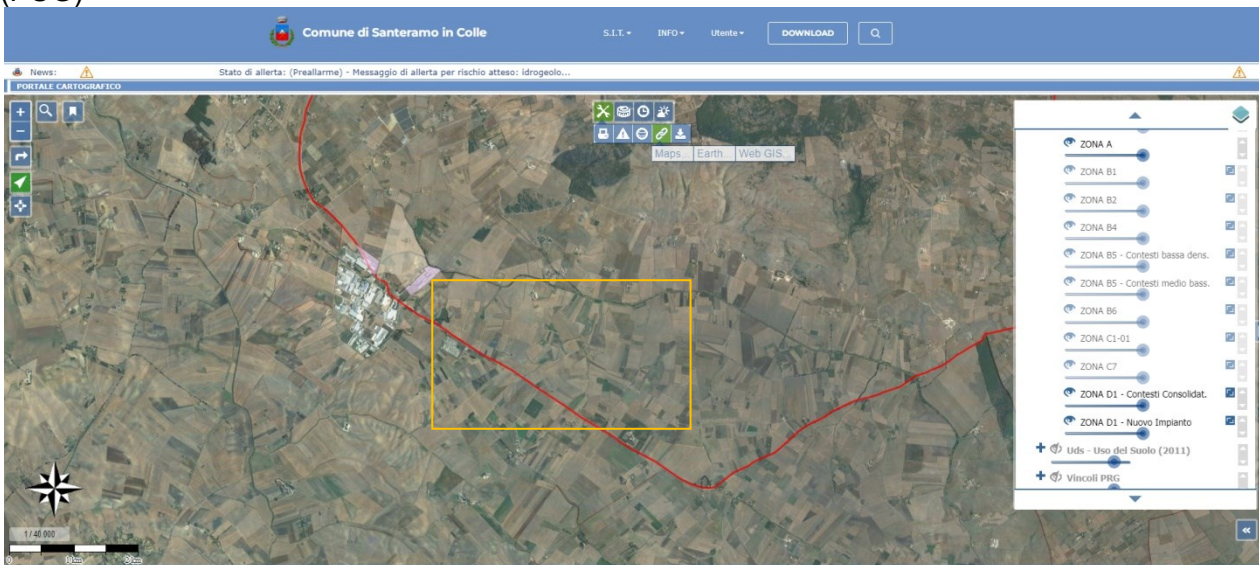 Comune di Santeramo in Colle
S.I.T.
INFO
Utente
DOWNLOAD
News:
Stato di allerta: (Preallarme) - Messaggio di allerta per rischio atteso: idrogeolo...
PORTALE CARTOGRAFICO
Maps...
Earth...
Web GIS...
ZONA A
ZONA B1
ZONA B2
ZONA B4
ZONA B5 - Contesti bassa dens.
ZONA B5 - Contesti medio bass.
ZONA B6
ZONA C1-01
ZONA C7
ZONA D1 - Contesti Consolidat.
ZONA D1 - Nuovo Impianto
Uds - Uso del Suolo (2011)
Vincoli PRG
1 / 40 000
0